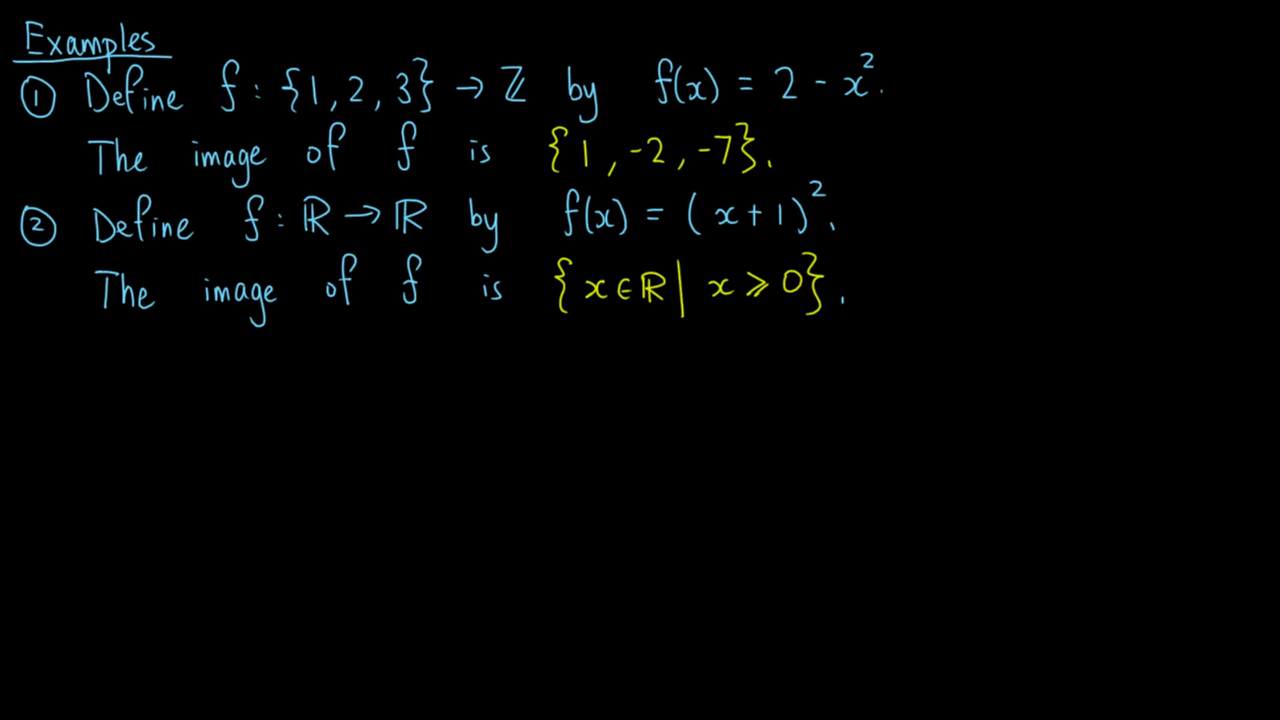 Examples
① Define f : {1, 2, 3} → ℤ by f(x) = 2 - x².
The image of f is {1, -2, -7}.
② Define f : ℝ → ℝ by f(x) = (x+1)².
The image of f is {x ∈ ℝ | x ⩾ 0}.